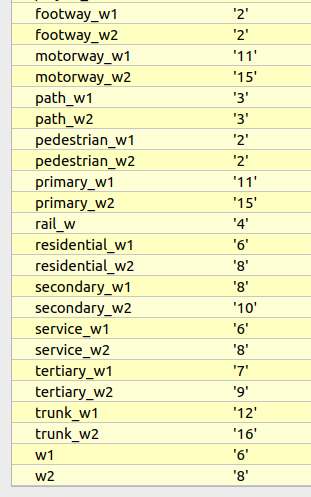 footway_w1 '2'
footway_w2 '2'
motorway_w1 '11'
motorway_w2 '15'
path_w1 '3'
path_w2 '3'
pedestrian_w1 '2'
pedestrian_w2 '2'
primary_w1 '11'
primary_w2 '15'
rail_w '4'
residential_w1 '6'
residential_w2 '8'
secondary_w1 '8'
secondary_w2 '10'
service_w1 '6'
service_w2 '8'
tertiary_w1 '7'
tertiary_w2 '9'
trunk_w1 '12'
trunk_w2 '16'
w1 '6'
w2 '8'